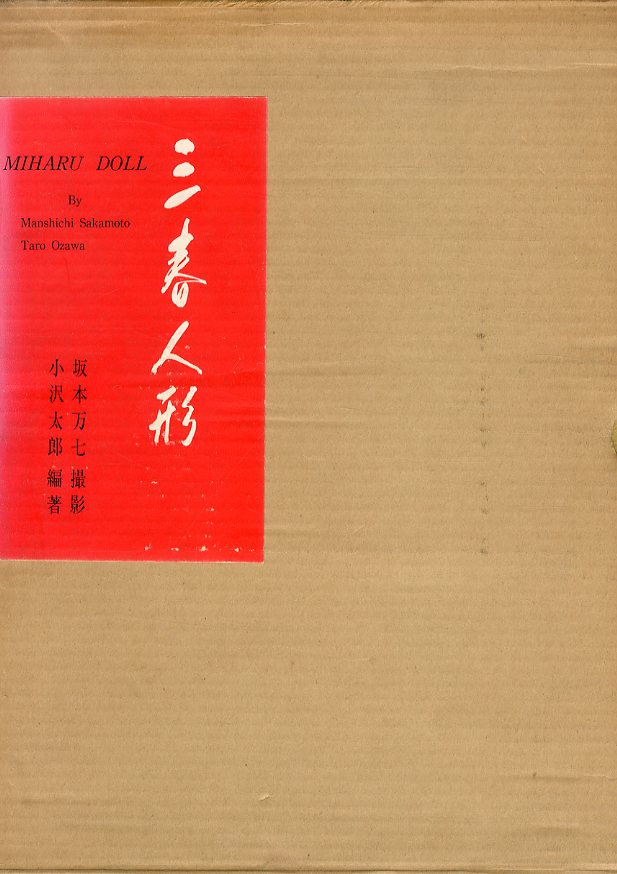 MIHARU DOLL
By
Manshichi Sakamoto
Taro Ozawa
三春人形
坂本万七 撮影
小沢太郎 編著